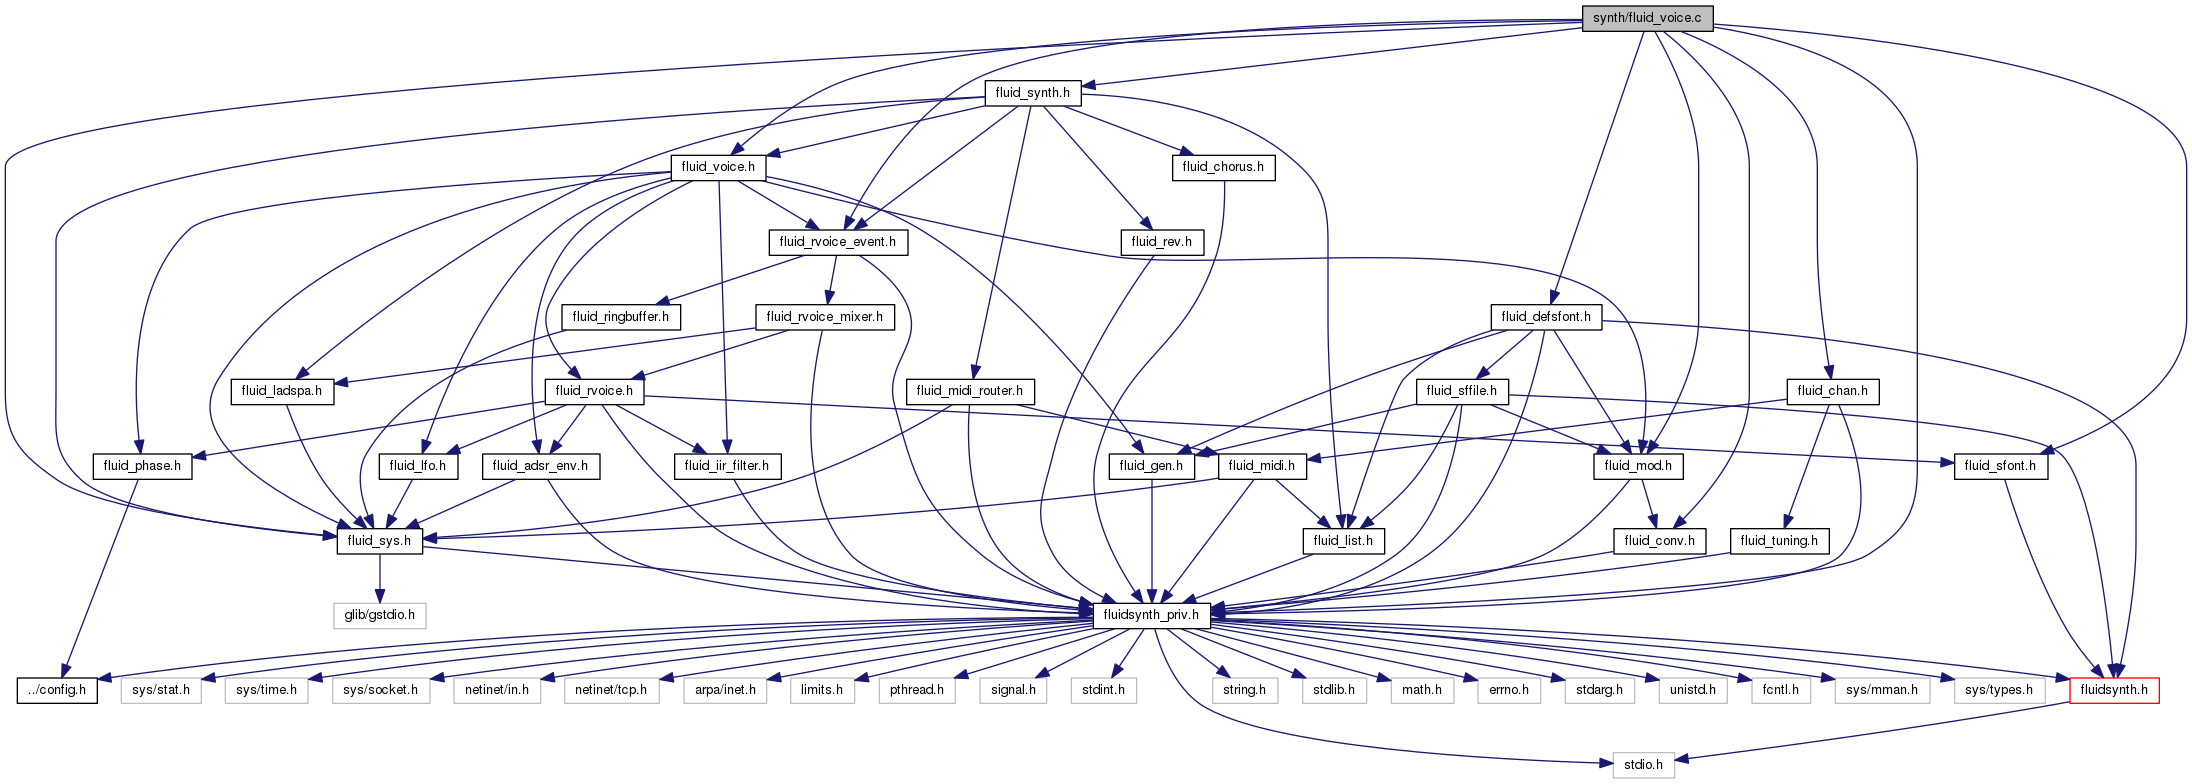 synth/fluid_voice.c
fluid_synth.h
fluid_voice.h
fluid_chorus.h
fluid_rvoice_event.h
fluid_rev.h
fluid_ringbuffer.h
fluid_rvoice_mixer.h
fluid_defsfont.h
fluid_ladspa.h
fluid_rvoice.h
fluid_midi_router.h
fluid_sffile.h
fluid_chan.h
fluid_phase.h
fluid_lfo.h
fluid_adsr_env.h
fluid_iir_filter.h
fluid_gen.h
fluid_midi.h
fluid_mod.h
fluid_sfont.h
fluid_sys.h
fluid_list.h
fluid_conv.h
fluid_tuning.h
glib/gstdio.h
fluidsynth_priv.h
../config.h
sys/stat.h
sys/time.h
sys/socket.h
netinet/in.h
netinet/tcp.h
arpa/inet.h
limits.h
pthread.h
signal.h
stdint.h
string.h
stdlib.h
math.h
errno.h
stdarg.h
unistd.h
fcntl.h
sys/mman.h
sys/types.h
fluidsynth.h
stdio.h